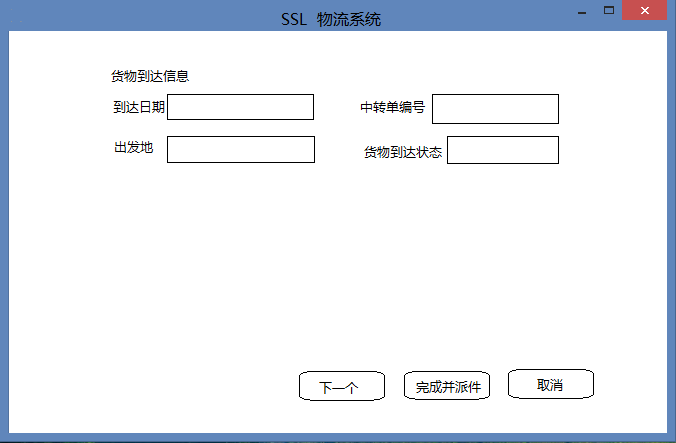 SSL 物流系统
货物到达信息
到达日期 中转单编号
出发地 货物到达状态
下一个 完成并派件 取消